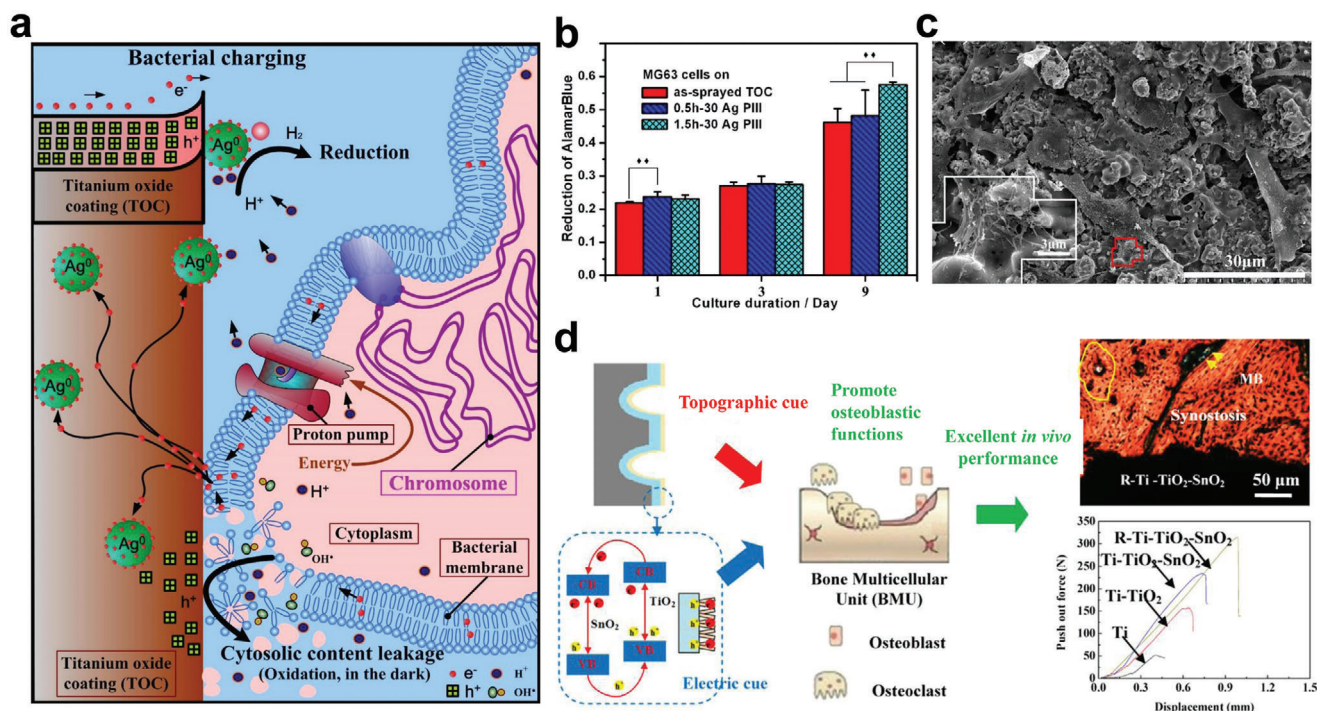 a
Bacterial charging
e-
h+
Ag0
H2
Reduction
H+
Titanium oxide
coating (TOC)
Ag0
Ag0
Ag0
Ag0
Proton pump
Energy
Chromosome
H+
Cytoplasm
OH•
Bacterial
membrane
h+
Cytosolic content leakage
(Oxidation, in the dark)
Titanium oxide
coating (TOC)
e-
H+
h+
OH•
b
Reduction of AlamarBlue
0.6
0.5
0.4
0.3
0.2
0.1
0.0
MG63 cells on
as-sprayed TOC
0.5h-30 Ag PIII
1.5h-30 Ag PIII
1
3
9
Culture duration / Day
c
3μm
30μm
d
Topographic cue
Electric cue
CB
CB
TiO2
SnO2
VB
VB
e
e
e
e
e
h+
h+
h+
h+
h+
h+
h+
h+
Promote
osteoblastic
functions
Bone Multicellular
Unit (BMU)
Osteoblast
Osteoclast
Excellent in vivo
performance
MB
Synostosis
R-Ti -TiO2-SnO2
50 μm
Push out force (N)
350
300
250
200
150
100
50
0
R-Ti-TiO2-SnO2
Ti-TiO2-SnO2
Ti-TiO2
Ti
0.0
0.3
0.6
0.9
1.2
1.5
Displacement (mm)